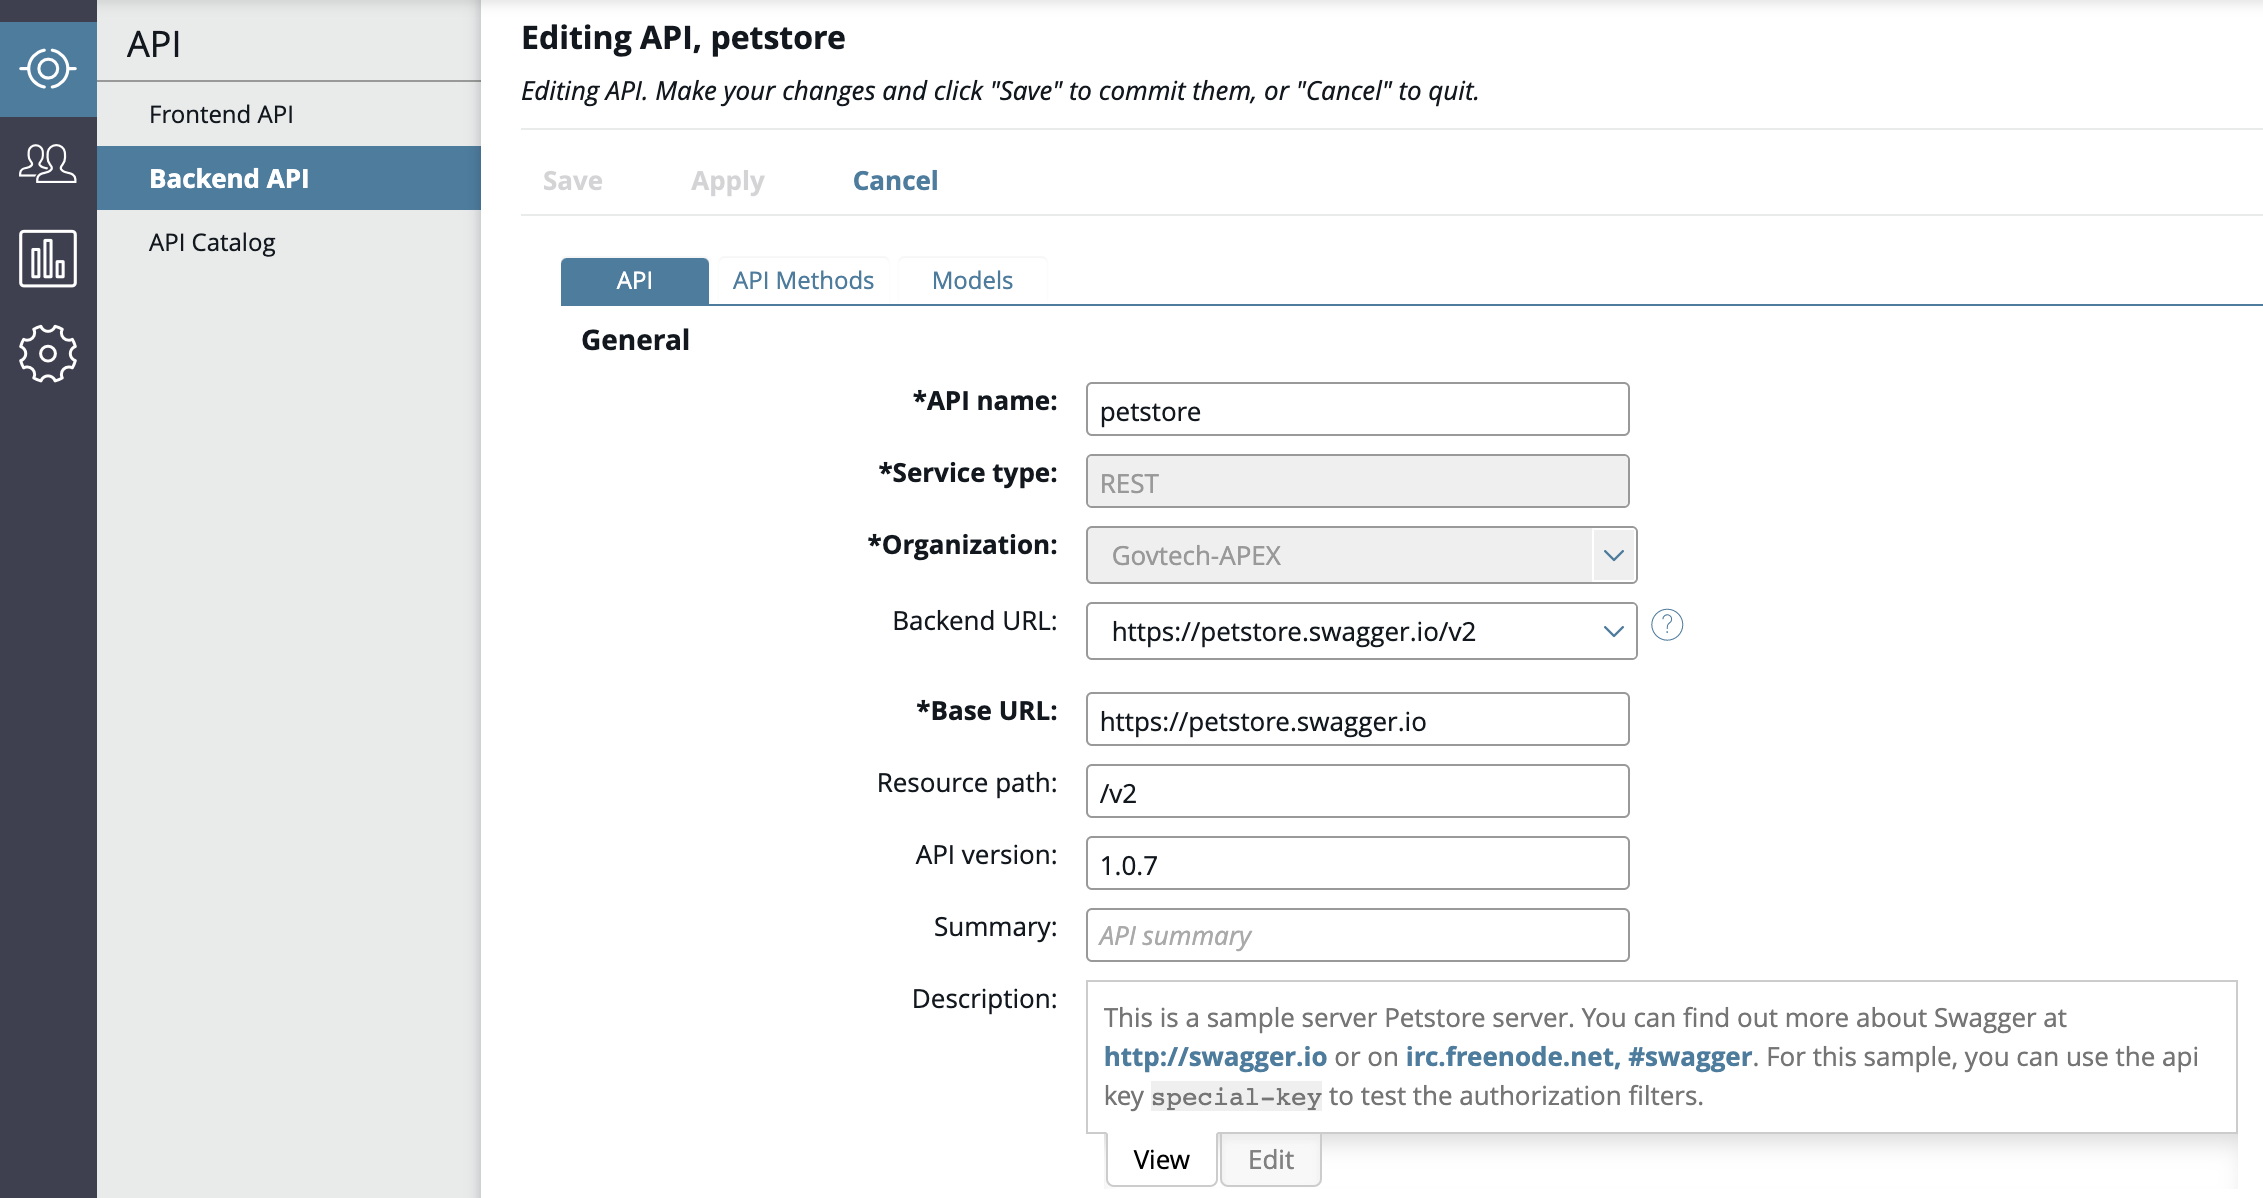 API
Frontend API
Backend API
API Catalog
Editing API, petstore
Editing API. Make your changes and click "Save" to commit them, or "Cancel" to quit.
Save Apply Cancel
API API Methods Models
General
*API name: petstore
*Service type: REST
*Organization: Govtech-APEX
Backend URL: https://petstore.swagger.io/v2 ?
*Base URL: https://petstore.swagger.io
Resource path: /v2
API version: 1.0.7
Summary: API summary
Description: This is a sample server Petstore server. You can find out more about Swagger at
http://swagger.io or on irc.freenode.net, #swagger. For this sample, you can use the api
key special-key to test the authorization filters.
View Edit